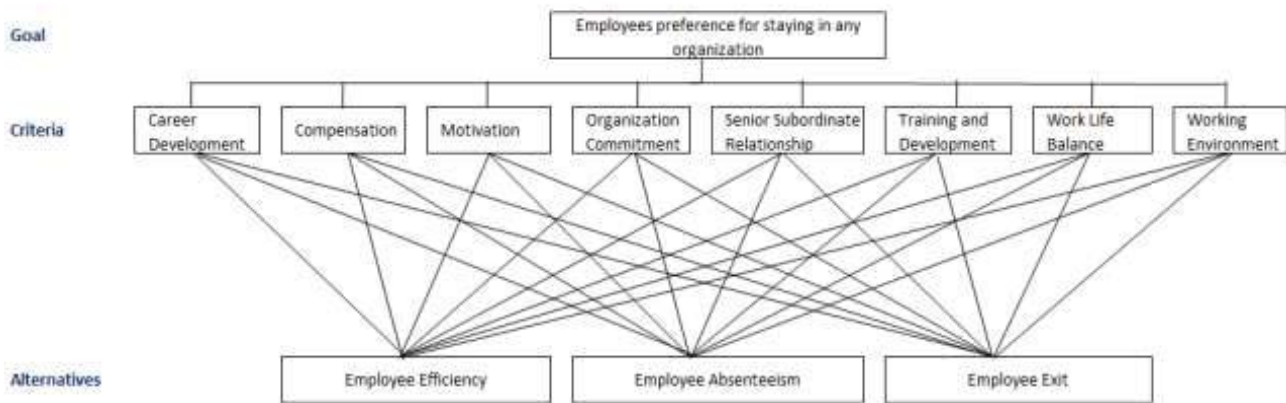 Goal
Employees preference for staying in any
organization
Criteria
Career
Development
Compensation
Motivation
Organization
Commitment
Senior Subordinate
Relationship
Training and
Development
Work Life
Balance
Working
Environment
Alternatives
Employee Efficiency
Employee Absenteeism
Employee Exit